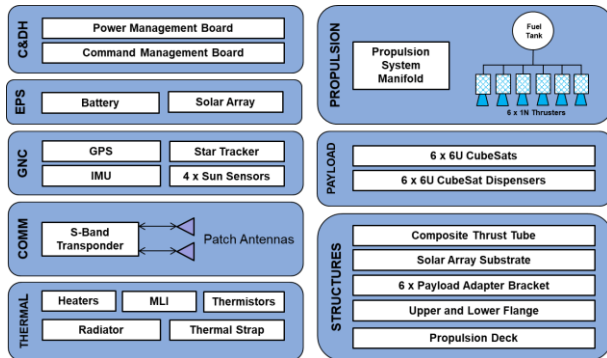 C&DH
Power Management Board
Command Management Board
EPS
Battery
Solar Array
GNC
GPS
Star Tracker
IMU
4 x Sun Sensors
COMM
S-Band
Transponder
Patch Antennas
THERMAL
Heaters
MLI
Thermistors
Radiator
Thermal Strap
PROPULSION
Propulsion
System
Manifold
Fuel
Tank
6 x 1N Thrusters
PAYLOAD
6 x 6U CubeSats
6 x 6U CubeSat Dispensers
STRUCTURES
Composite Thrust Tube
Solar Array Substrate
6 x Payload Adapter Bracket
Upper and Lower Flange
Propulsion Deck